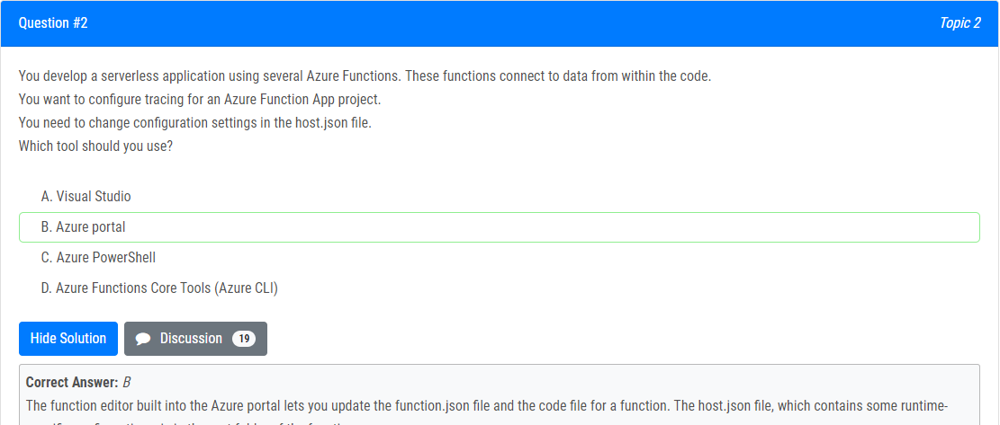 Question #2
Topic 2
You develop a serverless application using several Azure Functions. These functions connect to data from within the code.
You want to configure tracing for an Azure Function App project.
You need to change configuration settings in the host.json file.
Which tool should you use?
A. Visual Studio
B. Azure portal
C. Azure PowerShell
D. Azure Functions Core Tools (Azure CLI)
Hide Solution
Discussion 19
Correct Answer: B
The function editor built into the Azure portal lets you update the function.json file and the code file for a function. The host.json file, which contains some runtime-